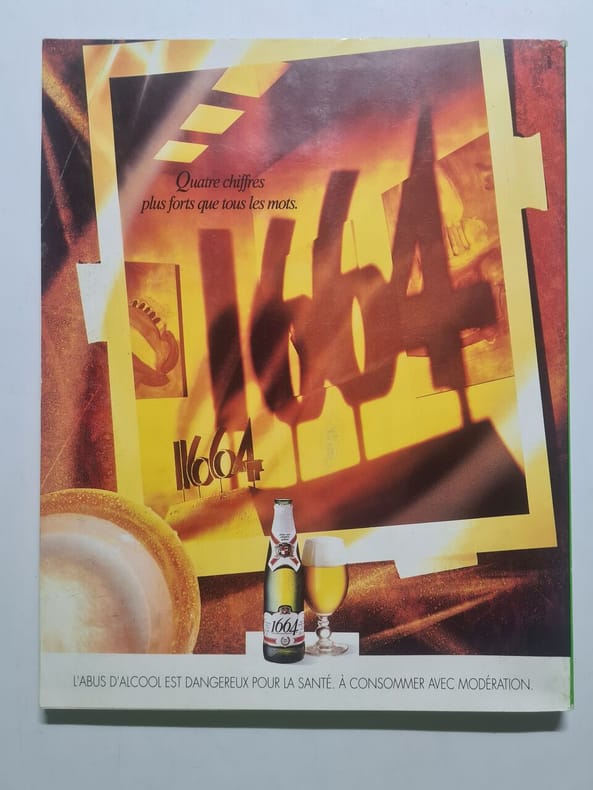 Quatre chiffres
plus forts que tous les mots.
1664
1664
1664
L'ABUS D'ALCOOL EST DANGEREUX POUR LA SANTÉ. À CONSOMMER AVEC MODÉRATION.